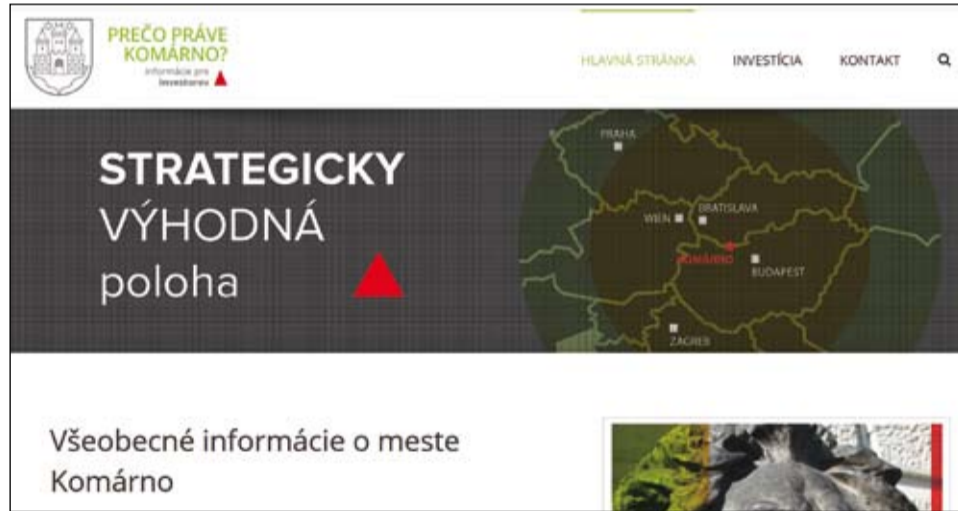 PREČO PRÁVE
KOMÁRNO?
informácie pre
investorov
HLAVNÁ STRÁNKA
INVESTÍCIA
KONTAKT
STRATEGICKY
VÝHODNÁ
poloha
PRAHA
WIEN
BRATISLAVA
KOMÁRNO
BUDAPEST
ZAGREB
Všeobecné informácie o meste
Komárno